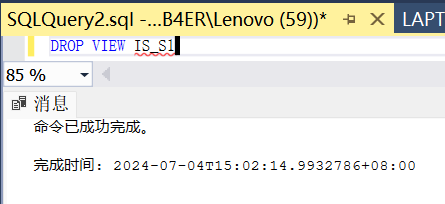 SQLQuery2.sql -...B4ER\Lenovo (59))*
LAPT
DROP VIEW IS_S1
85 %
消息
命令已成功完成。
完成时间: 2024-07-04T15:02:14.9932786+08:00